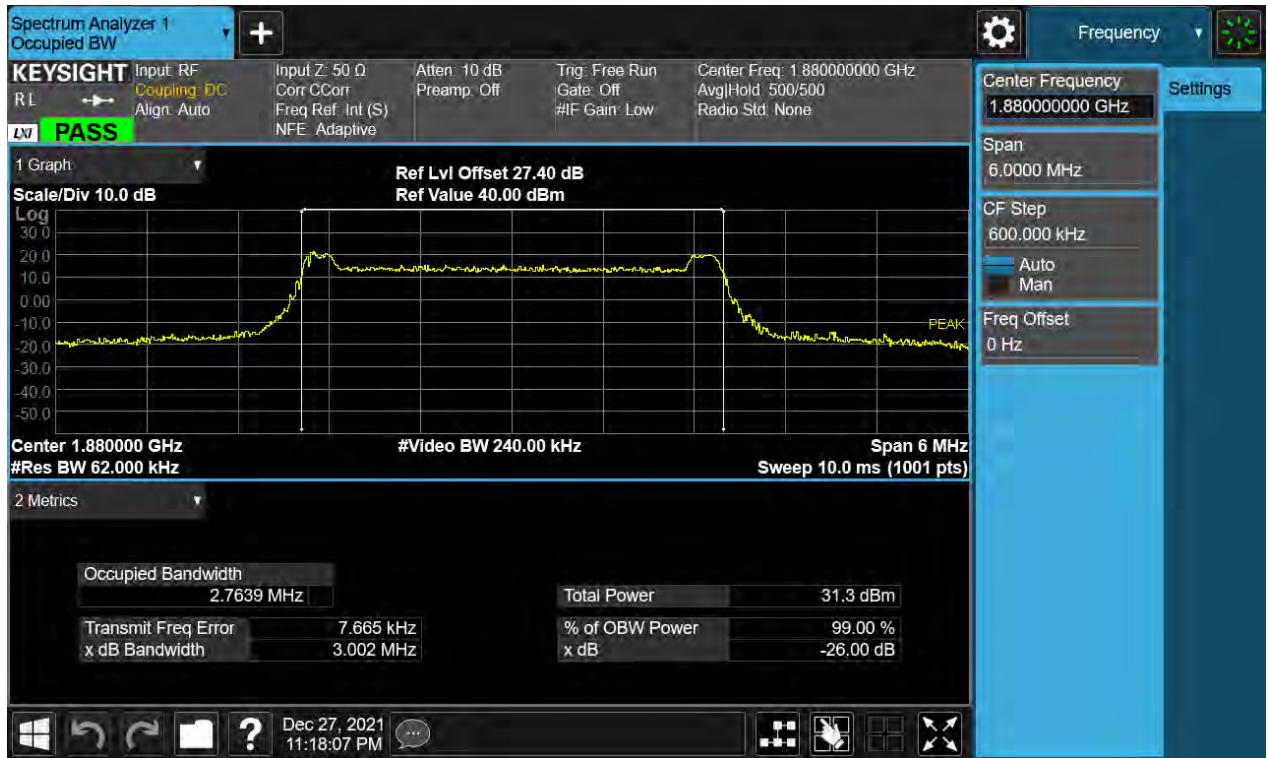 Spectrum Analyzer 1
Occupied BW
+
Frequency
KEYSIGHT
RL
LXI
PASS
Input: RF
Coupling: DC
Align: Auto
Input Z: 50 Ω
Corr CCorr
Freq Ref: Int (S)
NFE: Adaptive
Atten: 10 dB
Preamp: Off
Trig: Free Run
Gate: Off
#IF Gain: Low
Center Freq: 1.880000000 GHz
Avg|Hold: 500/500
Radio Std: None
Center Frequency
1.880000000 GHz
Settings
Span
6.0000 MHz
CF Step
600.000 kHz
Auto
Man
Freq Offset
0 Hz
1 Graph
Scale/Div 10.0 dB
Ref Lvl Offset 27.40 dB
Ref Value 40.00 dBm
Log
30.0
20.0
10.0
0.00
-10.0
-20.0
-30.0
-40.0
-50.0
PEAK
Center 1.880000 GHz
#Video BW 240.00 kHz
Span 6 MHz
#Res BW 62.000 kHz
Sweep 10.0 ms (1001 pts)
2 Metrics
Occupied Bandwidth
2.7639 MHz
Transmit Freq Error 7.665 kHz
x dB Bandwidth 3.002 MHz
Total Power 31.3 dBm
% of OBW Power 99.00 %
x dB -26.00 dB
?
Dec 27, 2021
11:18:07 PM